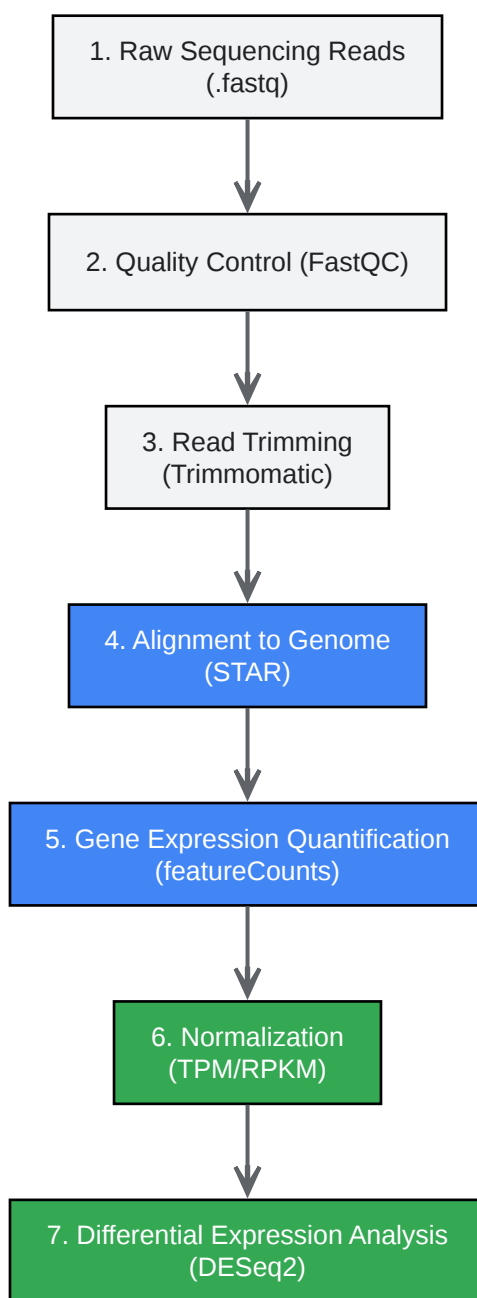 1. Raw Sequencing Reads
(.fastq)
2. Quality Control (FastQC)
3. Read Trimming
(Trimmomatic)
4. Alignment to Genome
(STAR)
5. Gene Expression Quantification
(featureCounts)
6. Normalization
(TPM/RPKM)
7. Differential Expression Analysis
(DESeq2)